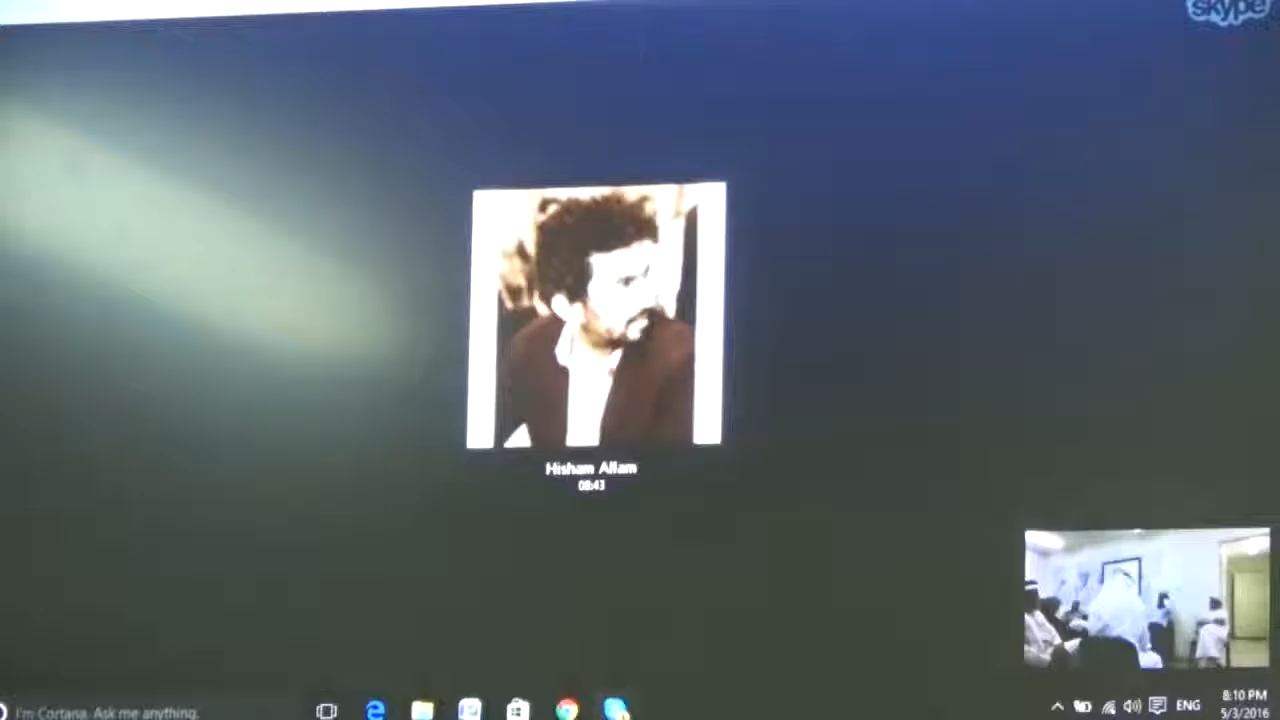 skype
Hisham Allam
08:43
I'm Cortana. Ask me anything.
ENG
8:10 PM
5/3/2016